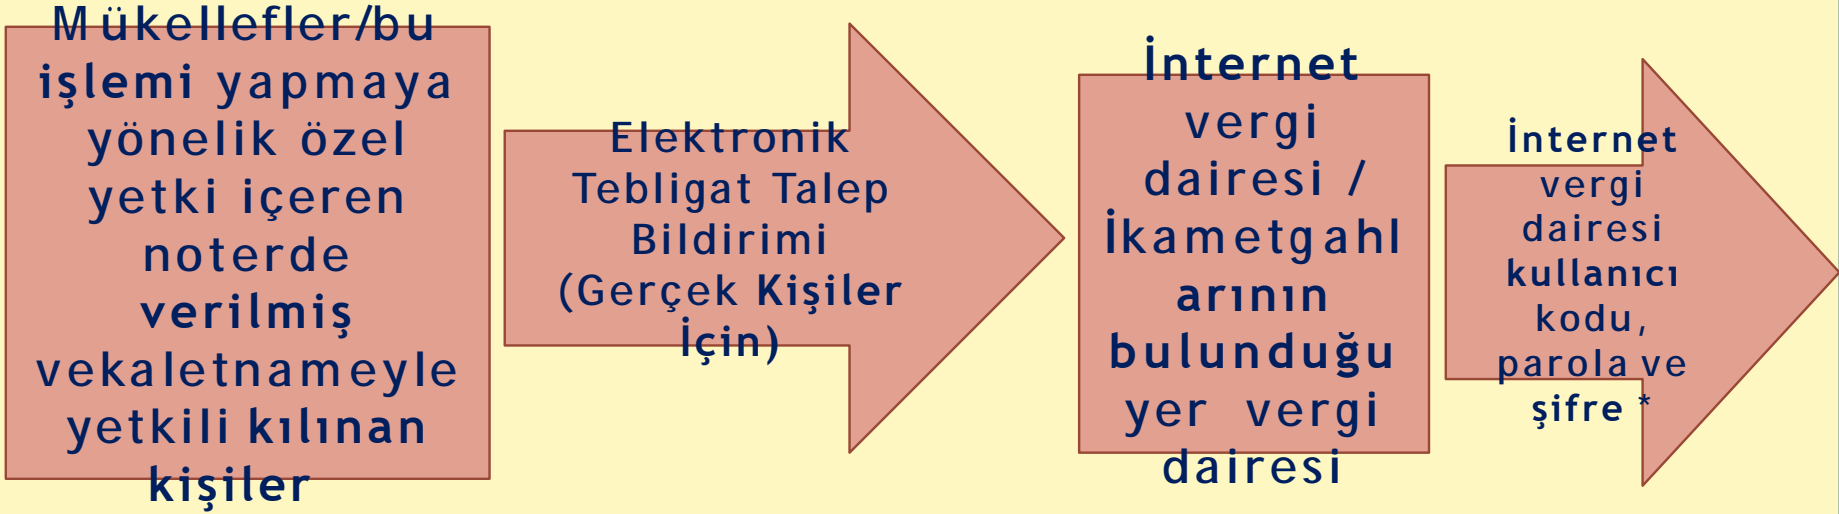 Mükellefler/bu
işlemi yapmaya
yönelik özel
yetki içeren
noterde
verilmiş
vekaletnameyle
yetkili kılınan
kişiler
Elektronik
Tebligat Talep
Bildirimi
(Gerçek Kişiler
İçin)
İnternet
vergi
dairesi /
İkametgahl
arının
bulunduğu
yer vergi
dairesi
İnternet
vergi
dairesi
kullanıcı
kodu,
parola ve
şifre *